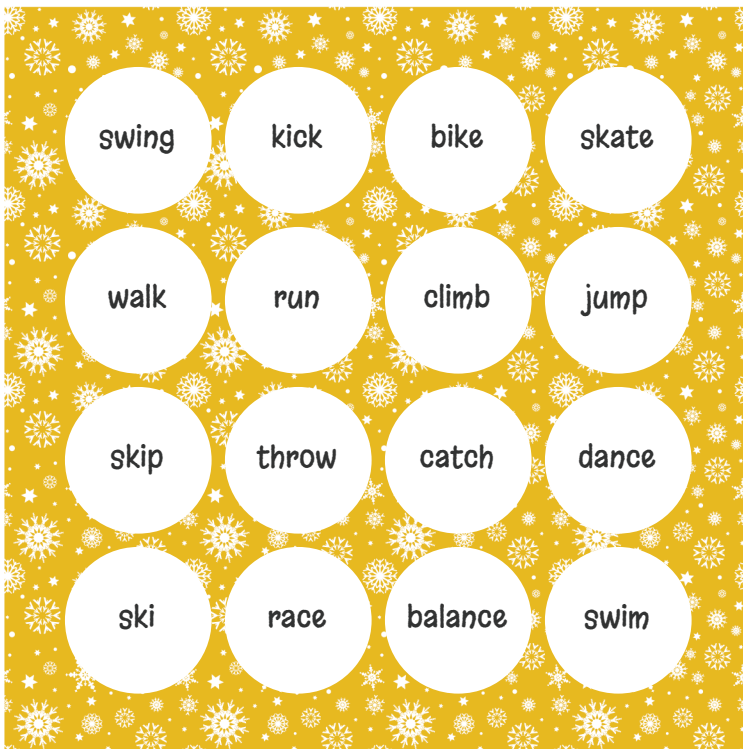 swing kick bike skate
walk run climb jump
skip throw catch dance
ski race balance swim